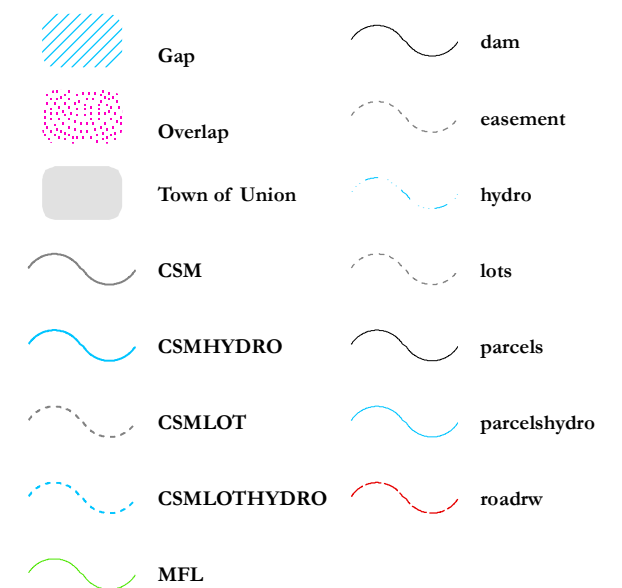 Gap
Overlap
Town of Union
CSM
CSMHYDRO
CSMLOT
CSMLOTHYDRO
MFL
dam
easement
hydro
lots
parcels
parcelshydro
roadrw